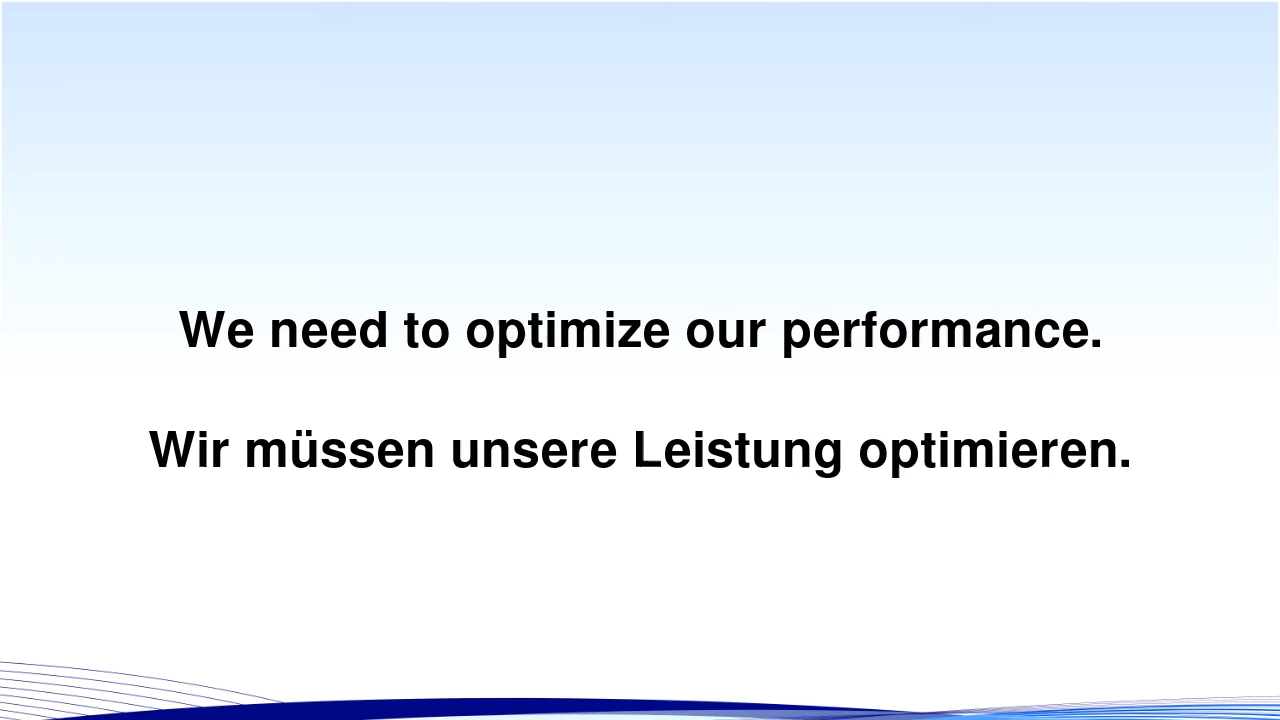 We need to optimize our performance.
Wir müssen unsere Leistung optimieren.